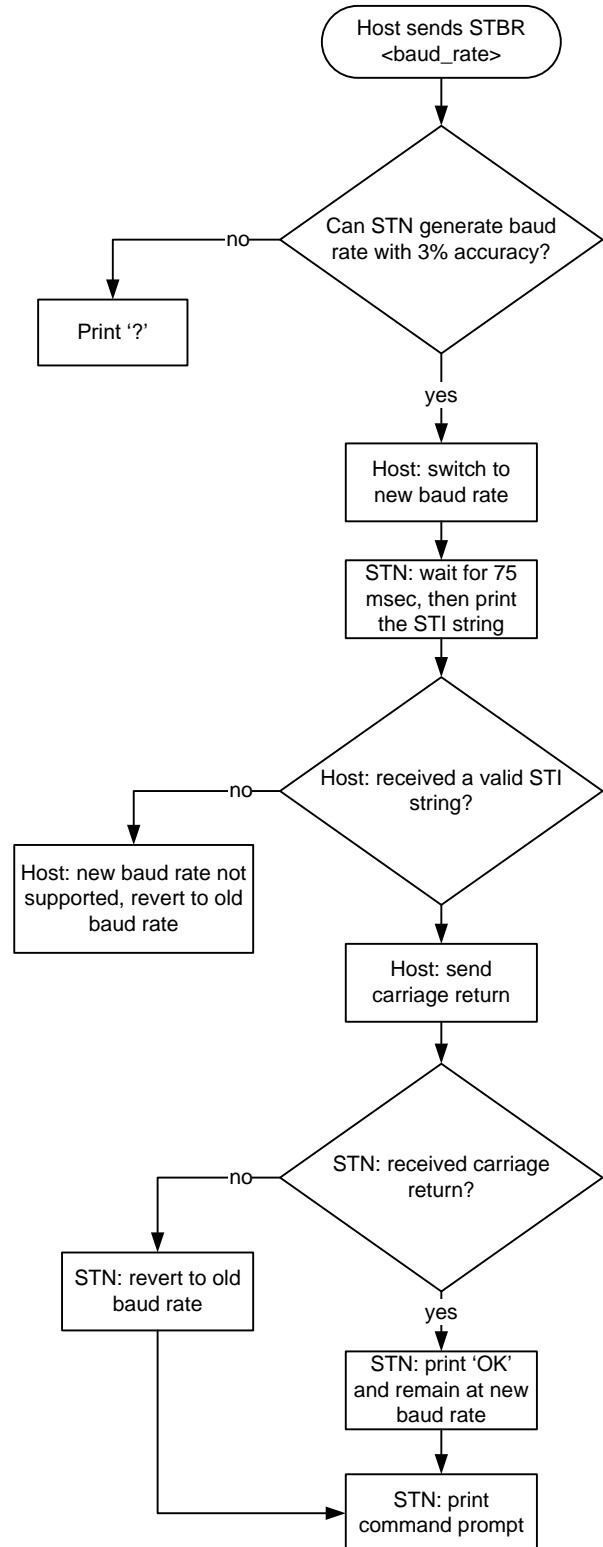 Host sends STBR
<baud_rate>
Can STN generate baud
rate with 3% accuracy?
no
Print ‘?’
yes
Host: switch to
new baud rate
STN: wait for 75
msec, then print
the STI string
Host: received a valid STI
string?
no
Host: new baud rate not
supported, revert to old
baud rate
Host: send
carriage return
STN: received carriage
return?
no
STN: revert to old
baud rate
yes
STN: print ‘OK’
and remain at new
baud rate
STN: print
command prompt